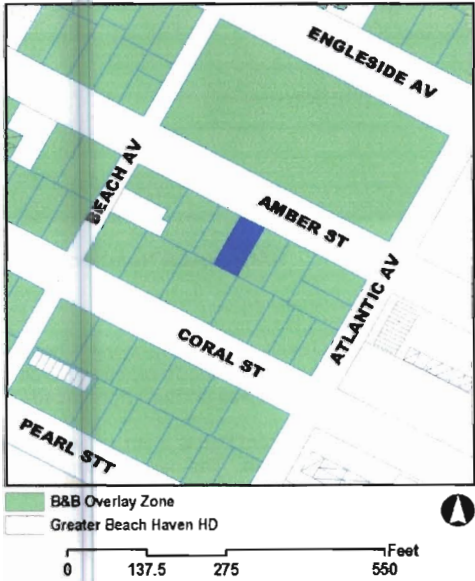 ENGLESIDE AV
BEACH AV
AMBER ST
ATLANTIC AV
CORAL ST
PEARL STT
B&B Overlay Zone
Greater Beach Haven HD
Feet
0 137.5 275 550